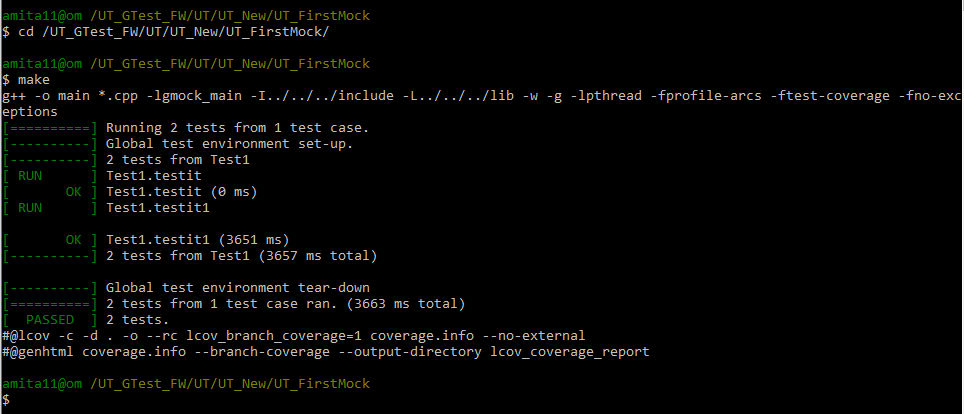 amita11@om /UT_GTest_FW/UT/UT_New/UT_FirstMock
$ cd /UT_GTest_FW/UT/UT_New/UT_FirstMock/
amita11@om /UT_GTest_FW/UT/UT_New/UT_FirstMock
$ make
g++ -o main *.cpp -lgmock_main -I../../../include -L../../../lib -w -g -lpthread -fprofile-arcs -ftest-coverage -fno-exc
eptions
[==========] Running 2 tests from 1 test case.
[----------] Global test environment set-up.
[----------] 2 tests from Test1
[ RUN      ] Test1.testit
[       OK ] Test1.testit (0 ms)
[ RUN      ] Test1.testit1
[       OK ] Test1.testit1 (3651 ms)
[----------] 2 tests from Test1 (3657 ms total)
[----------] Global test environment tear-down
[==========] 2 tests from 1 test case ran. (3663 ms total)
[  PASSED  ] 2 tests.
#@lcov -c -d . -o --rc lcov_branch_coverage=1 coverage.info --no-external
#@genhtml coverage.info --branch-coverage --output-directory lcov_coverage_report
amita11@om /UT_GTest_FW/UT/UT_New/UT_FirstMock
$